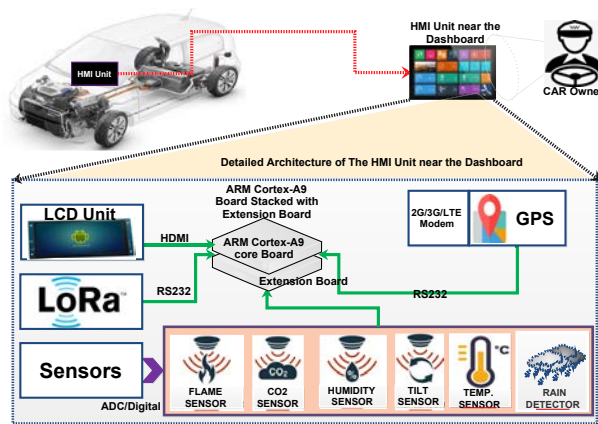 HMI Unit near the
Dashboard
HMI Unit
CAR Owne
Detailed Architecture of The HMI Unit near the Dashboard
ARM Cortex-A9
Board Stacked with
Extension Board
LCD Unit
HDMI
ARM Cortex-A9
core Board
Extension Board
2G/3G/LTE
Modem
GPS
LoRa™
RS232
RS232
Sensors
ADC/Digital
FLAME
SENSOR
CO2
CO2
SENSOR
%
HUMIDITY
SENSOR
TILT
SENSOR
°C
TEMP.
SENSOR
RAIN
DETECTOR